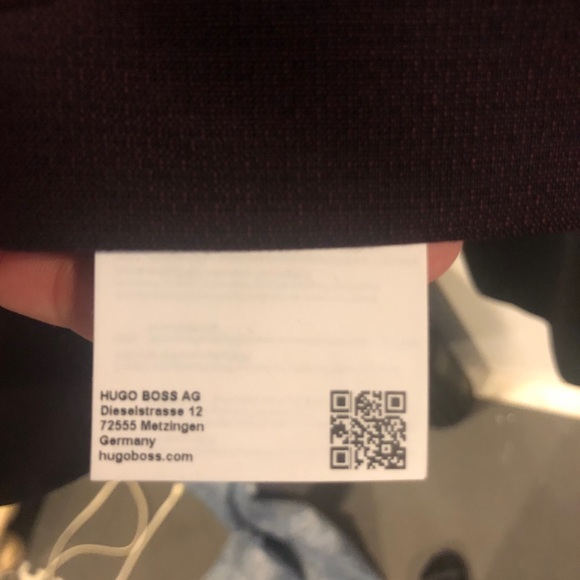 HUGO BOSS AG
Dieselstrasse 12
72555 Metzingen
Germany
hugoboss.com